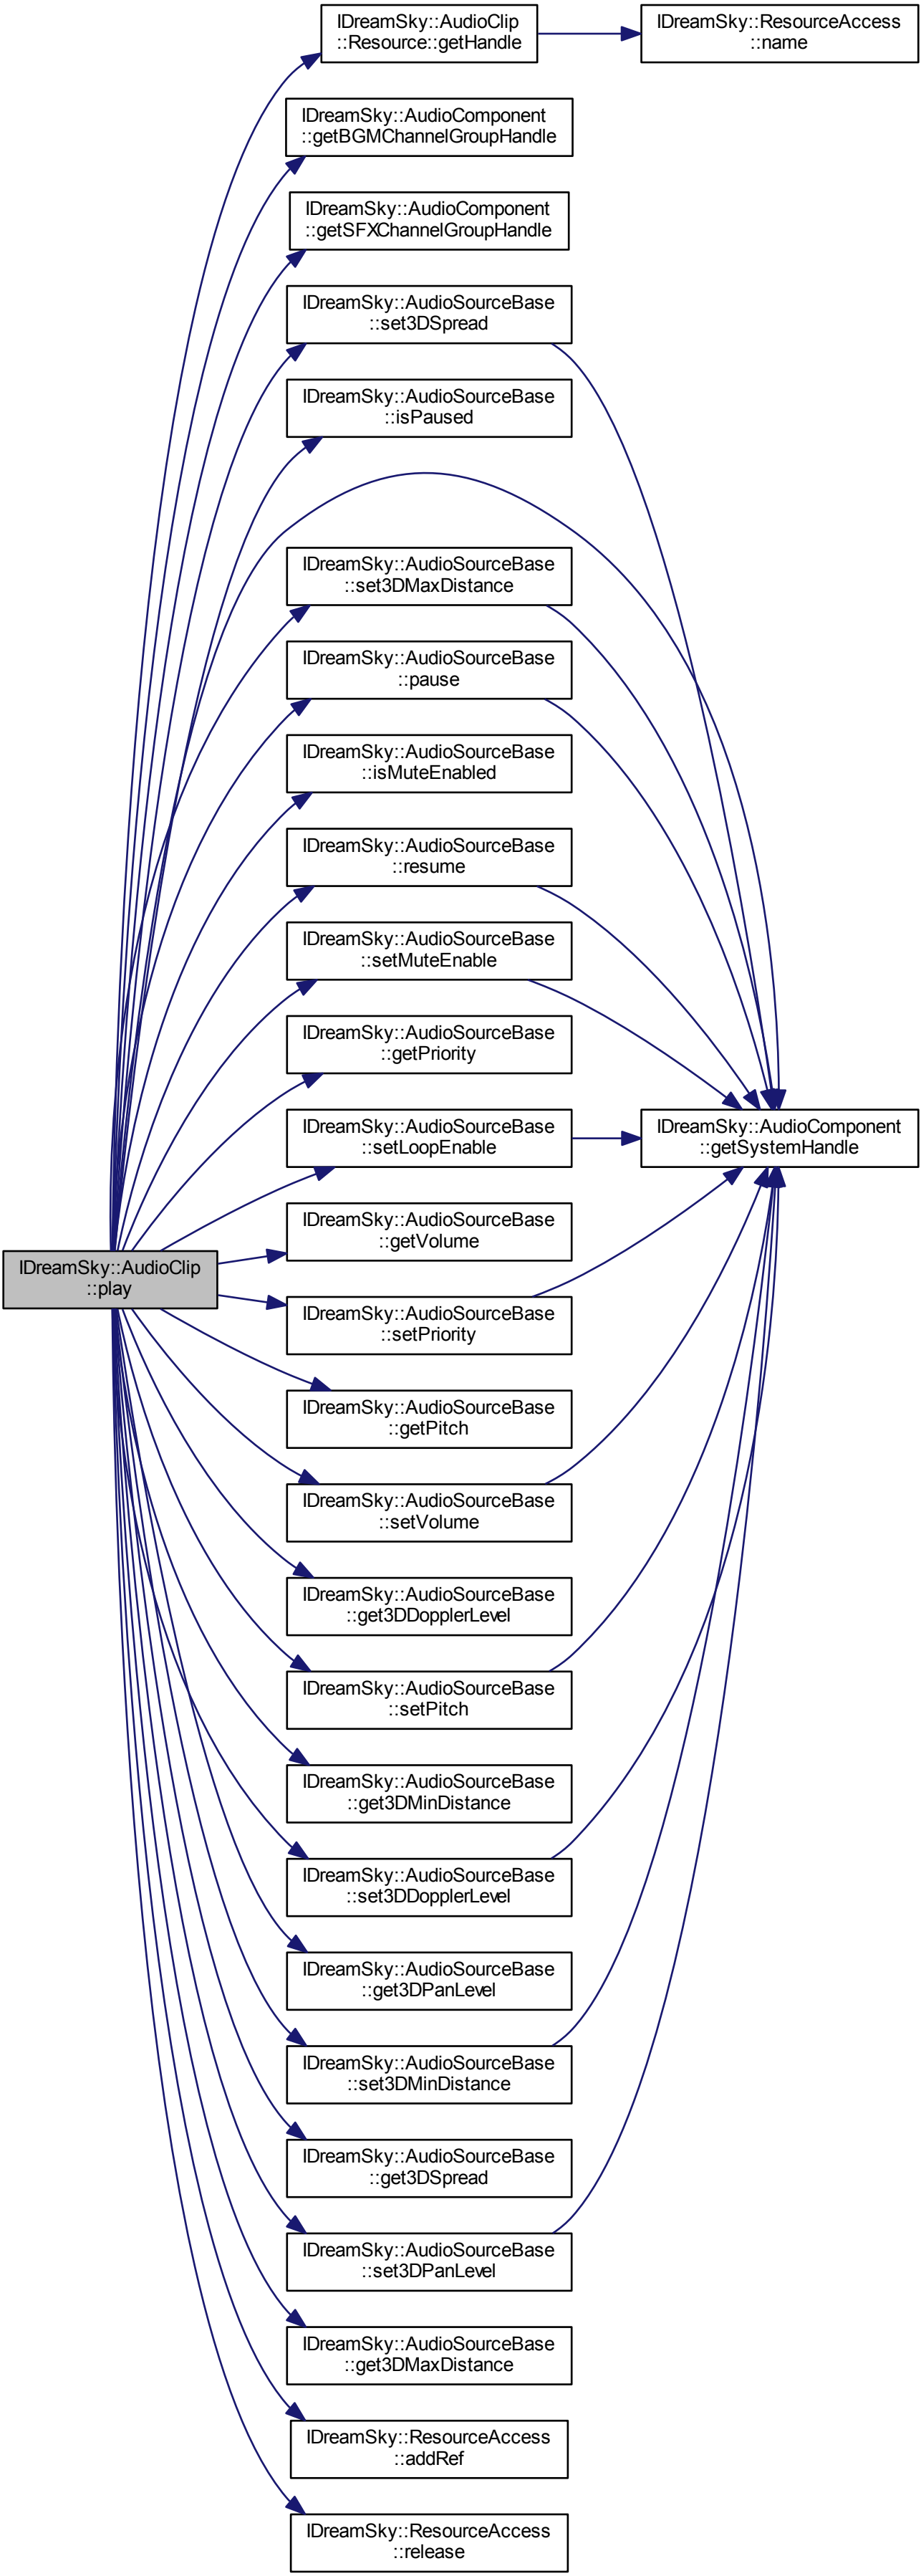 IDreamSky::AudioClip
::Resource::getHandle
IDreamSky::ResourceAccess
::name
IDreamSky::AudioComponent
::getBGMChannelGroupHandle
IDreamSky::AudioComponent
::getSFXChannelGroupHandle
IDreamSky::AudioSourceBase
::set3DSpread
IDreamSky::AudioSourceBase
::isPaused
IDreamSky::AudioSourceBase
::set3DMaxDistance
IDreamSky::AudioSourceBase
::pause
IDreamSky::AudioSourceBase
::isMuteEnabled
IDreamSky::AudioSourceBase
::resume
IDreamSky::AudioSourceBase
::setMuteEnable
IDreamSky::AudioSourceBase
::getPriority
IDreamSky::AudioSourceBase
::setLoopEnable
IDreamSky::AudioComponent
::getSystemHandle
IDreamSky::AudioSourceBase
::getVolume
IDreamSky::AudioClip
::play
IDreamSky::AudioSourceBase
::setPriority
IDreamSky::AudioSourceBase
::getPitch
IDreamSky::AudioSourceBase
::setVolume
IDreamSky::AudioSourceBase
::get3DDopplerLevel
IDreamSky::AudioSourceBase
::setPitch
IDreamSky::AudioSourceBase
::get3DMinDistance
IDreamSky::AudioSourceBase
::set3DDopplerLevel
IDreamSky::AudioSourceBase
::get3DPanLevel
IDreamSky::AudioSourceBase
::set3DMinDistance
IDreamSky::AudioSourceBase
::get3DSpread
IDreamSky::AudioSourceBase
::set3DPanLevel
IDreamSky::AudioSourceBase
::get3DMaxDistance
IDreamSky::ResourceAccess
::addRef
IDreamSky::ResourceAccess
::release